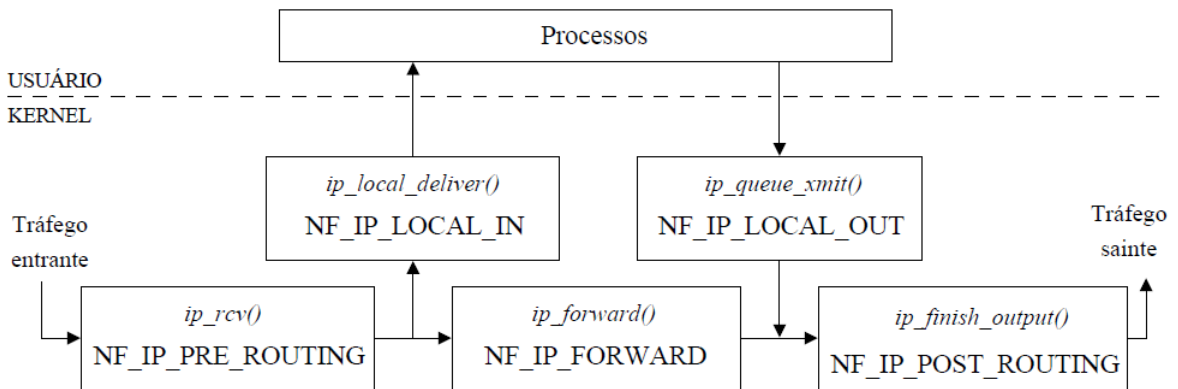 Processos
USUÁRIO
KERNEL
ip_local_deliver()
NF_IP_LOCAL_IN
ip_queue_xmit()
NF_IP_LOCAL_OUT
Tráfego
entrante
Tráfego
sainte
ip_rcv()
NF_IP_PRE_ROUTING
ip_forward()
NF_IP_FORWARD
ip_finish_output()
NF_IP_POST_ROUTING